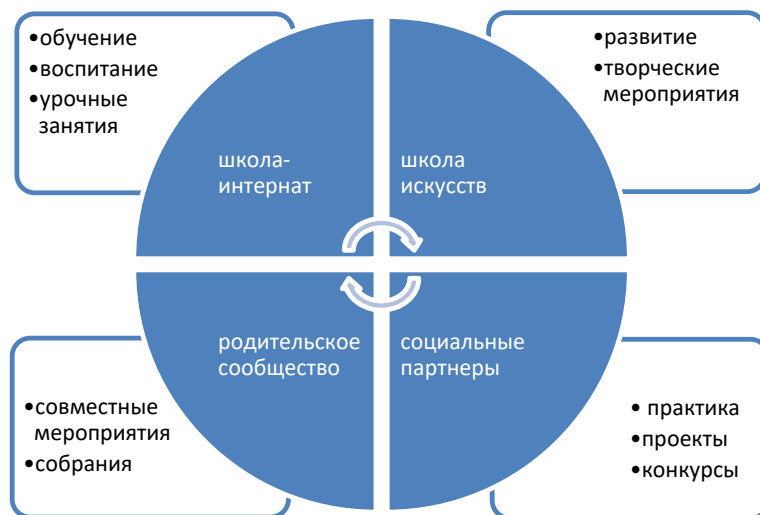 •обучение
•воспитание
•урочные
занятия
•развитие
•творческие
мероприятия
школа-
интернат
школа
искусств
родительское
сообщество
социальные
партнеры
•совместные
мероприятия
•собрания
• практика
• проекты
• конкурсы